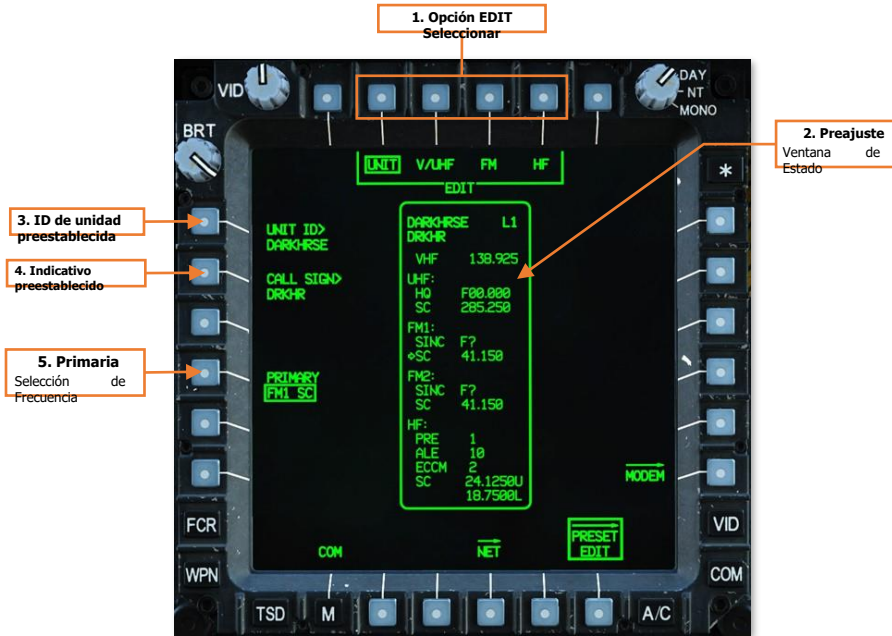 1. Opción EDIT
Seleccionar
VID
DAY
NT
MONO
BRT
2. Preajuste
Ventana de
Estado
*
UNIT V/UHF FM HF
EDIT
3. ID de unidad
preestablecida
UNIT ID>
DARKHRSE
DARKHRSE L1
DRKHR
4. Indicativo
preestablecido
CALL SIGN>
DRKHR
VHF 138.925
UHF:
HQ F00.000
SC 285.250
FM1:
SINC F?
SC 41.150
5. Primaria
Selección de
Frecuencia
PRIMARY
FM1 SC
FM2:
SINC F?
SC 41.150
HF:
PRE 1
ALE 10
ECCM 2
SC 24.1250U
18.7500L
MODEM
FCR
VID
COM
NET
PRESET
EDIT
WPN
COM
TSD
M
A/C